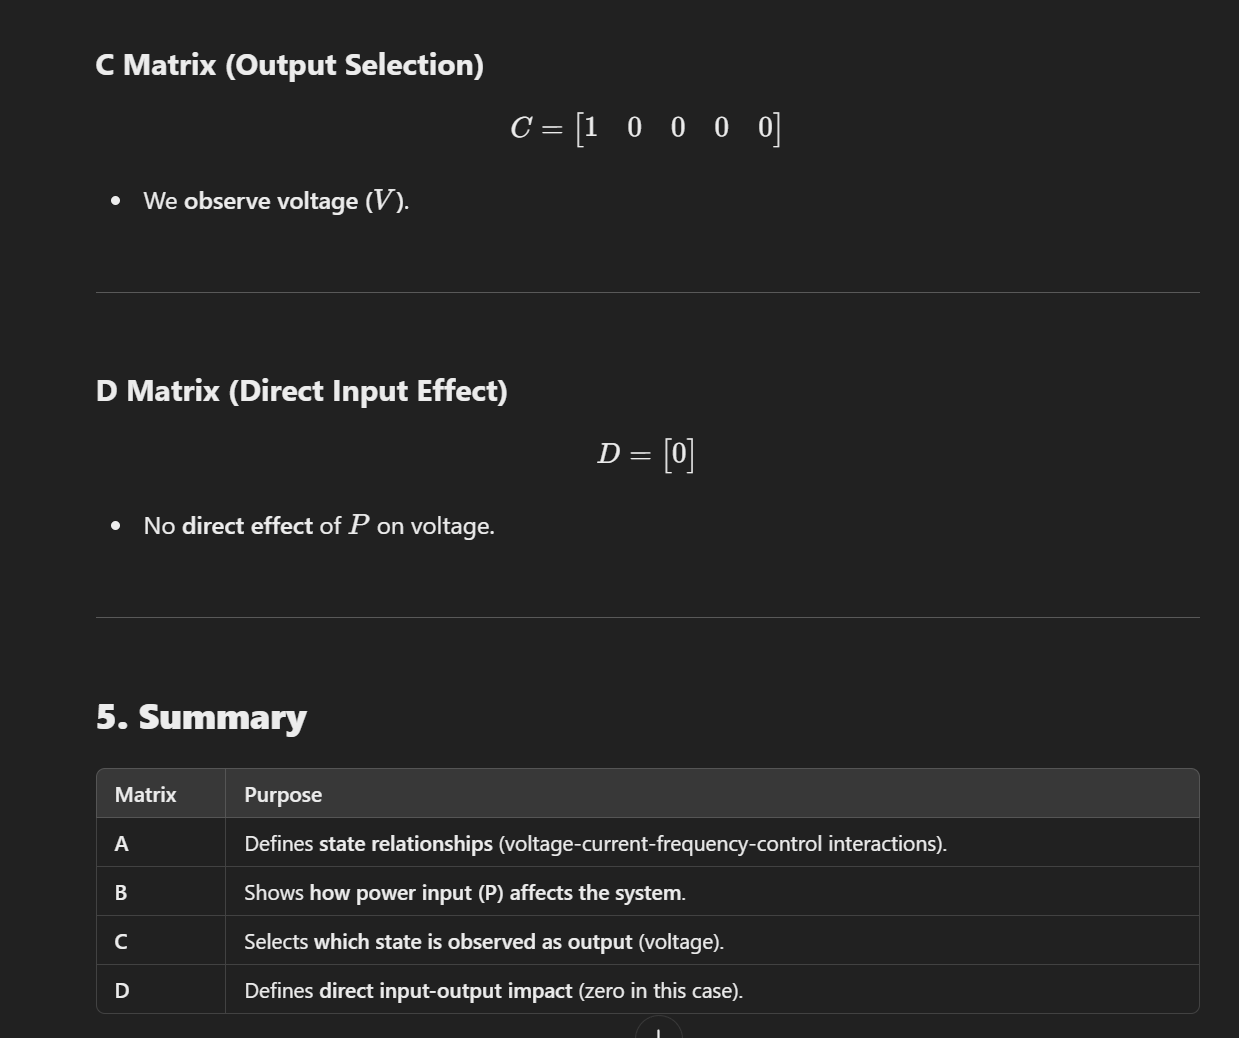 C Matrix (Output Selection)
C = [1 0 0 0 0]
• We observe voltage (V).
D Matrix (Direct Input Effect)
D = [0]
• No direct effect of P on voltage.
5. Summary
Matrix Purpose
A Defines state relationships (voltage-current-frequency-control interactions).
B Shows how power input (P) affects the system.
C Selects which state is observed as output (voltage).
D Defines direct input-output impact (zero in this case).